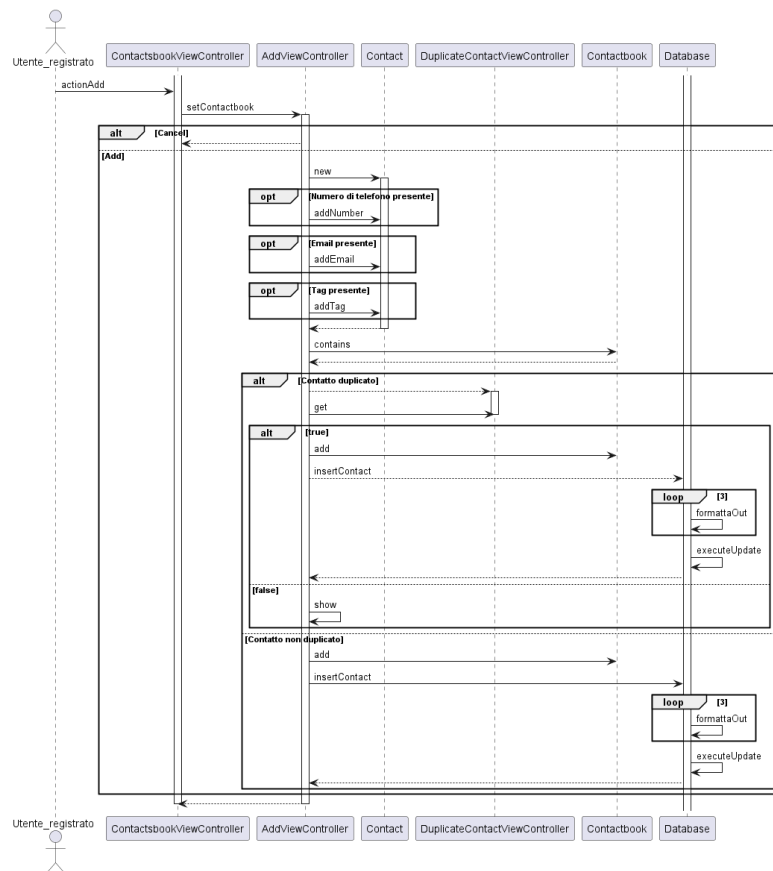 Utente_registrato
ContactsbookViewController
AddViewController
Contact
DuplicateContactViewController
Contactbook
Database
actionAdd
setContactbook
alt
[Cancel]
[Add]
new
opt
[Numero di telefono presente]
addNumber
opt
[Email presente]
addEmail
opt
[Tag presente]
addTag
contains
alt
[Contatto duplicato]
get
alt
[true]
add
insertContact
loop
[3]
formattaOut
executeUpdate
[false]
show
[Contatto non duplicato]
add
insertContact
loop
[3]
formattaOut
executeUpdate
Utente_registrato
ContactsbookViewController
AddViewController
Contact
DuplicateContactViewController
Contactbook
Database